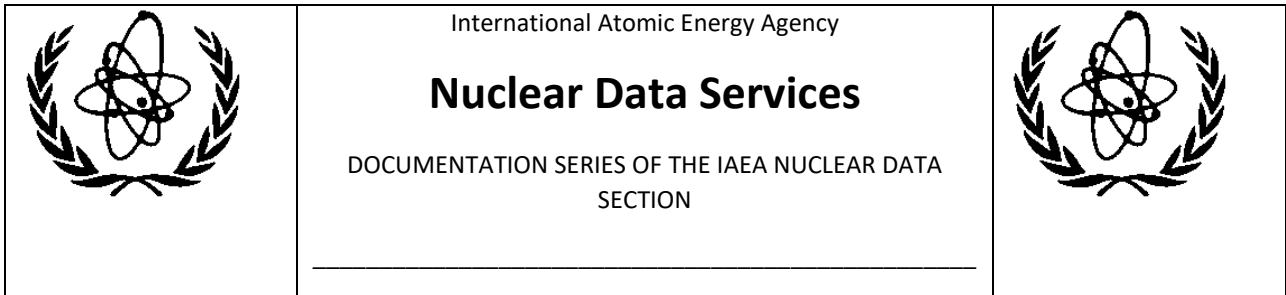 International Atomic Energy Agency
Nuclear Data Services
DOCUMENTATION SERIES OF THE IAEA NUCLEAR DATA
SECTION